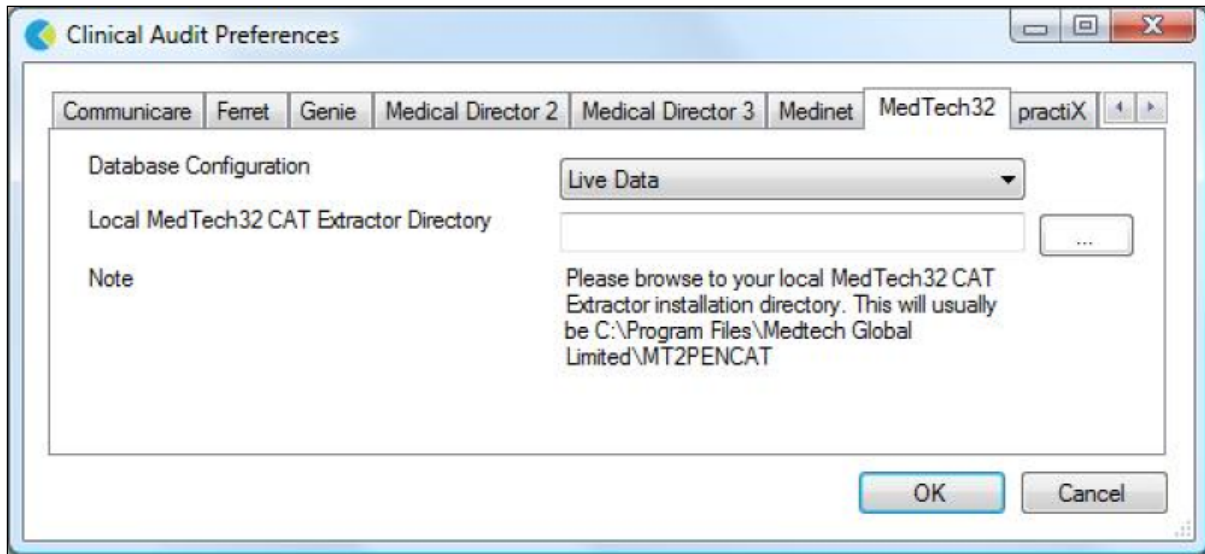 Clinical Audit Preferences
Communicare Ferret Genie Medical Director 2 Medical Director 3 Medinet MedTech32 practiX
Database Configuration
Live Data
Local MedTech32 CAT Extractor Directory
...
Note
Please browse to your local MedTech32 CAT
Extractor installation directory. This will usually
be C:\Program Files\Medtech Global
Limited\MT2PENCAT
OK Cancel